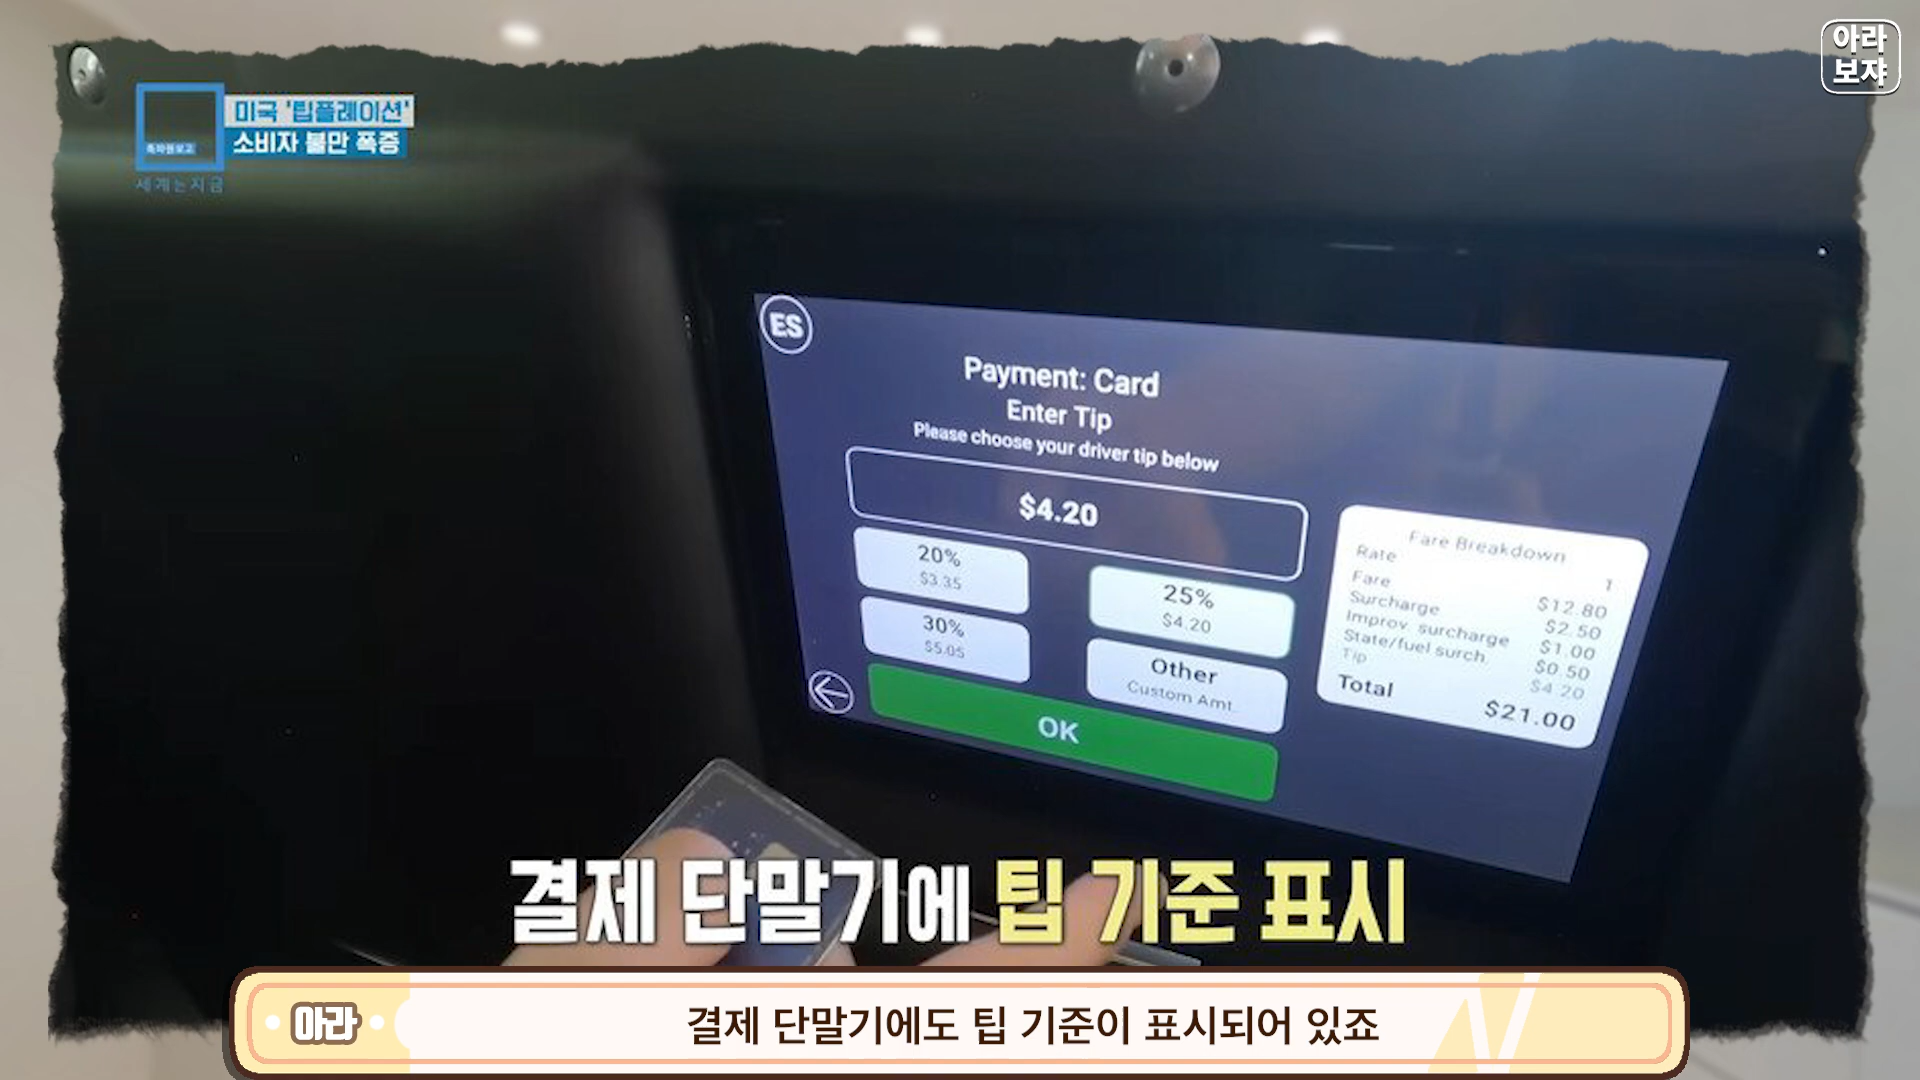 아라
보자
미국 '팁플레이션'
소비자 불만 폭증
특파원보고
세계는지금
ES
Payment: Card
Enter Tip
Please choose your driver tip below
$4.20
20%
$3.35
25%
$4.20
30%
$5.05
Other
Custom Amt.
OK
Fare Breakdown
Rate 1
Fare $12.80
Surcharge $2.50
Improv. surcharge $1.00
State/fuel surch. $0.50
Tip $4.20
Total $21.00
결제 단말기에 팁 기준 표시
아라
결제 단말기에도 팁 기준이 표시되어 있죠